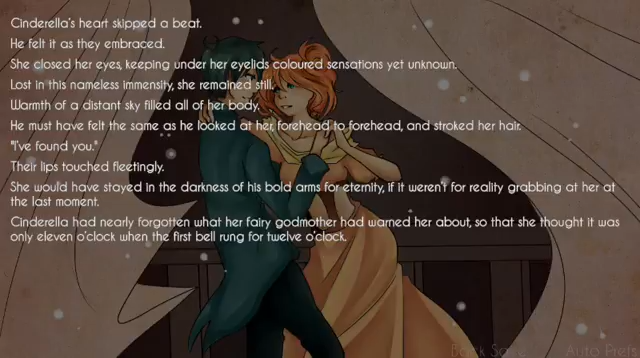 Cinderella's heart skipped a beat.
He felt it as they embraced.
She closed her eyes, keeping under her eyelids coloured sensations yet unknown.
Lost in this nameless immensity, she remained still.
Warmth of a distant sky filled all of her body.
He must have felt the same as he looked at her, forehead to forehead, and stroked her hair.
"I've found you."
Their lips touched fleetingly.
She would have stayed in the darkness of his bold arms for eternity, if it weren't for reality grabbing at her at
the last moment.
Cinderella had nearly forgotten what her fairy godmother had warned her about, so that she thought it was
only eleven o'clock when the first bell rung for twelve o'clock.
Back Auto Prefs